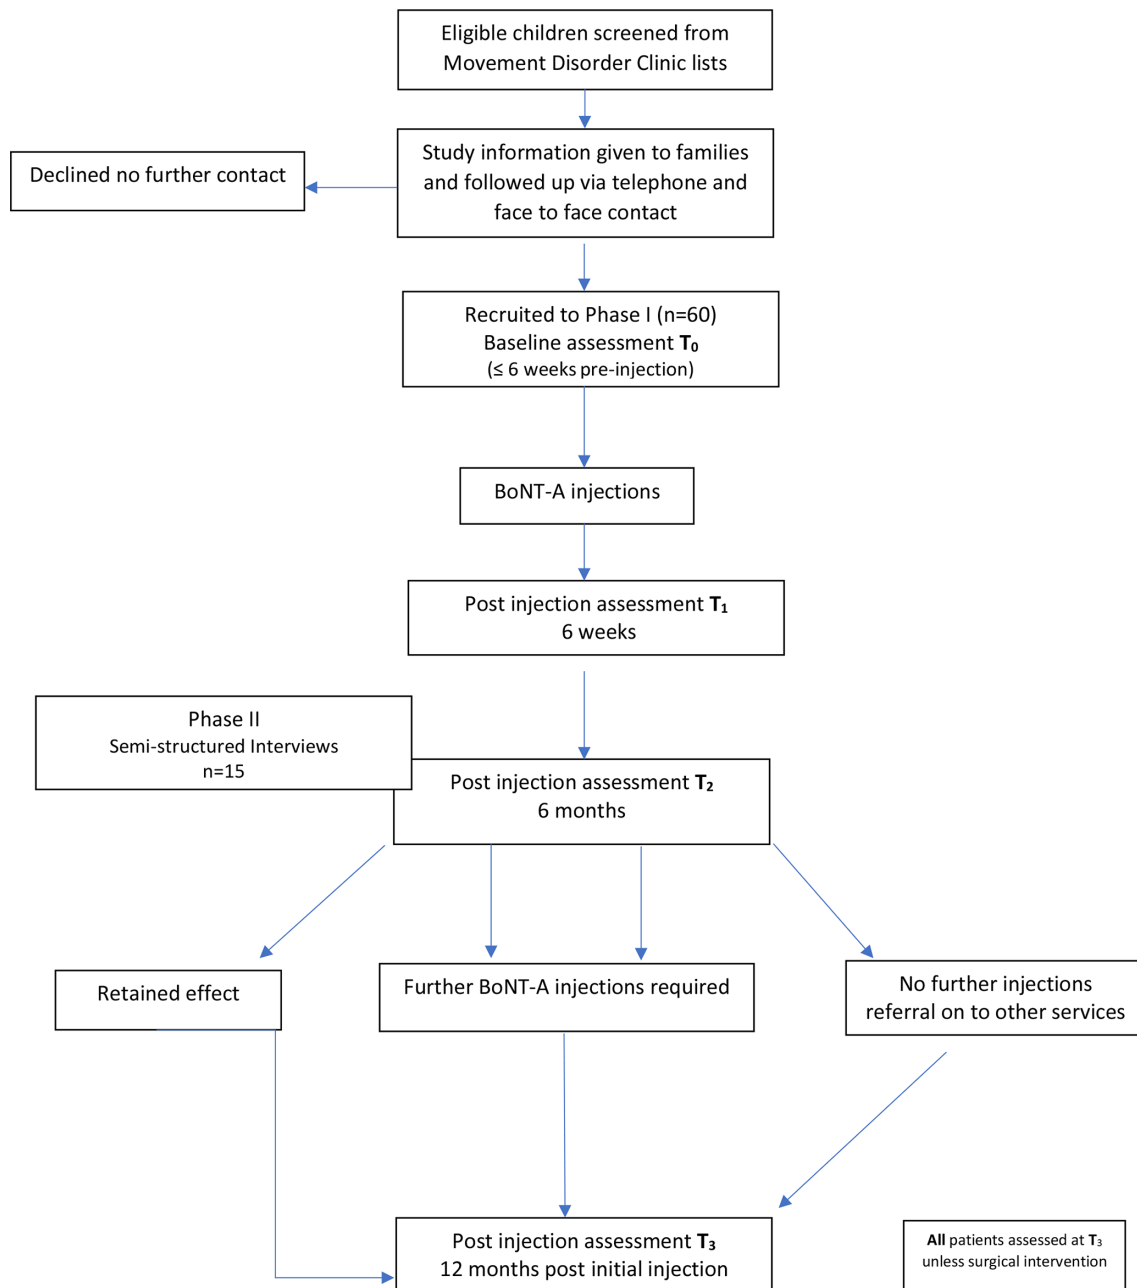 Eligible children screened from
Movement Disorder Clinic lists
Study information given to families
and followed up via telephone and
face to face contact
Declined no further contact
Recruited to Phase I (n=60)
Baseline assessment T₀
(≤ 6 weeks pre-injection)
BoNT-A injections
Post injection assessment T₁
6 weeks
Phase II
Semi-structured Interviews
n=15
Post injection assessment T₂
6 months
Retained effect
Further BoNT-A injections required
No further injections
referral on to other services
Post injection assessment T₃
12 months post initial injection
All patients assessed at T₃
unless surgical intervention